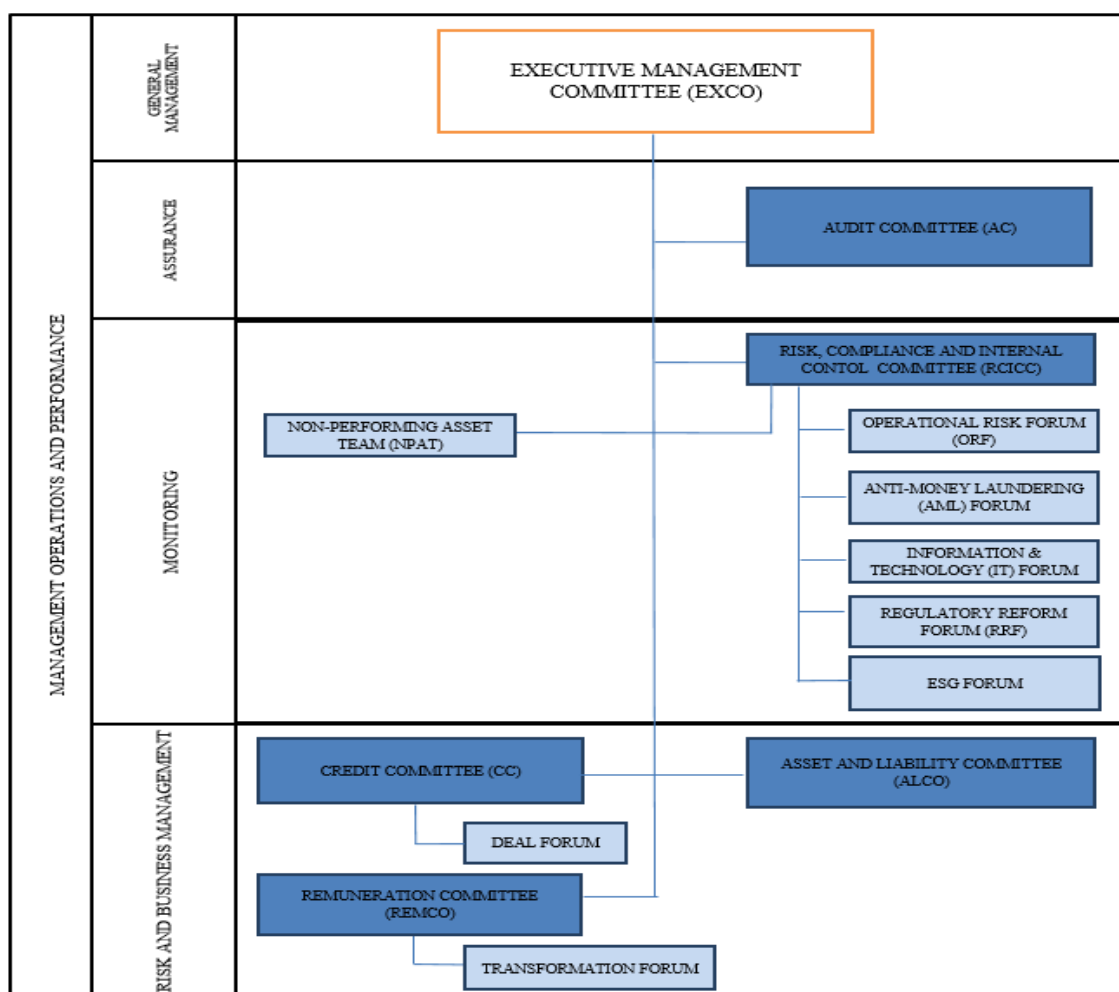 MANAGEMENT OPERATIONS AND PERFORMANCE
GENERAL
MANAGEMENT
EXECUTIVE MANAGEMENT
COMMITTEE (EXCO)
ASSURANCE
AUDIT COMMITTEE (AC)
MONITORING
RISK, COMPLIANCE AND INTERNAL
CONTOL COMMITTEE (RCICC)
NON-PERFORMING ASSET
TEAM (NPAT)
OPERATIONAL RISK FORUM
(ORF)
ANTI-MONEY LAUNDERING
(AML) FORUM
INFORMATION &
TECHNOLOGY (IT) FORUM
REGULATORY REFORM
FORUM (RRF)
ESG FORUM
RISK AND BUSINESS MANAGEMENT
CREDIT COMMITTEE (CC)
ASSET AND LIABILITY COMMITTEE
(ALCO)
DEAL FORUM
REMUNERATION COMMITTEE
(REMCO)
TRANSFORMATION FORUM